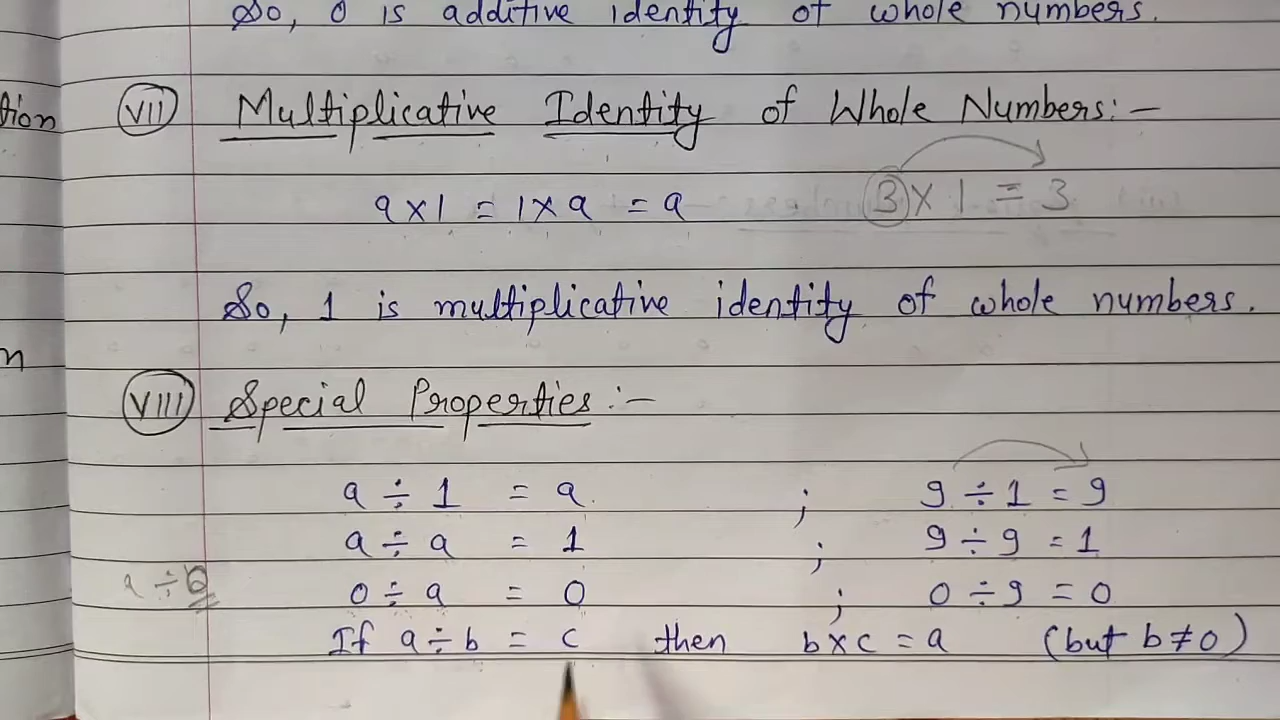 So, 0 is additive identity of whole numbers.
tion
VII Multiplicative Identity of Whole Numbers:-
a×1 = 1×a = a 3×1 = 3
So, 1 is multiplicative identity of whole numbers.
n
VIII Special Properties:-
a ÷ 1 = a. ; 9 ÷ 1 = 9
a ÷ a = 1 ; 9 ÷ 9 = 1
a ÷ 0
0 ÷ a = 0 ; 0 ÷ 9 = 0
If a ÷ b = c then b×c = a (but b≠0)